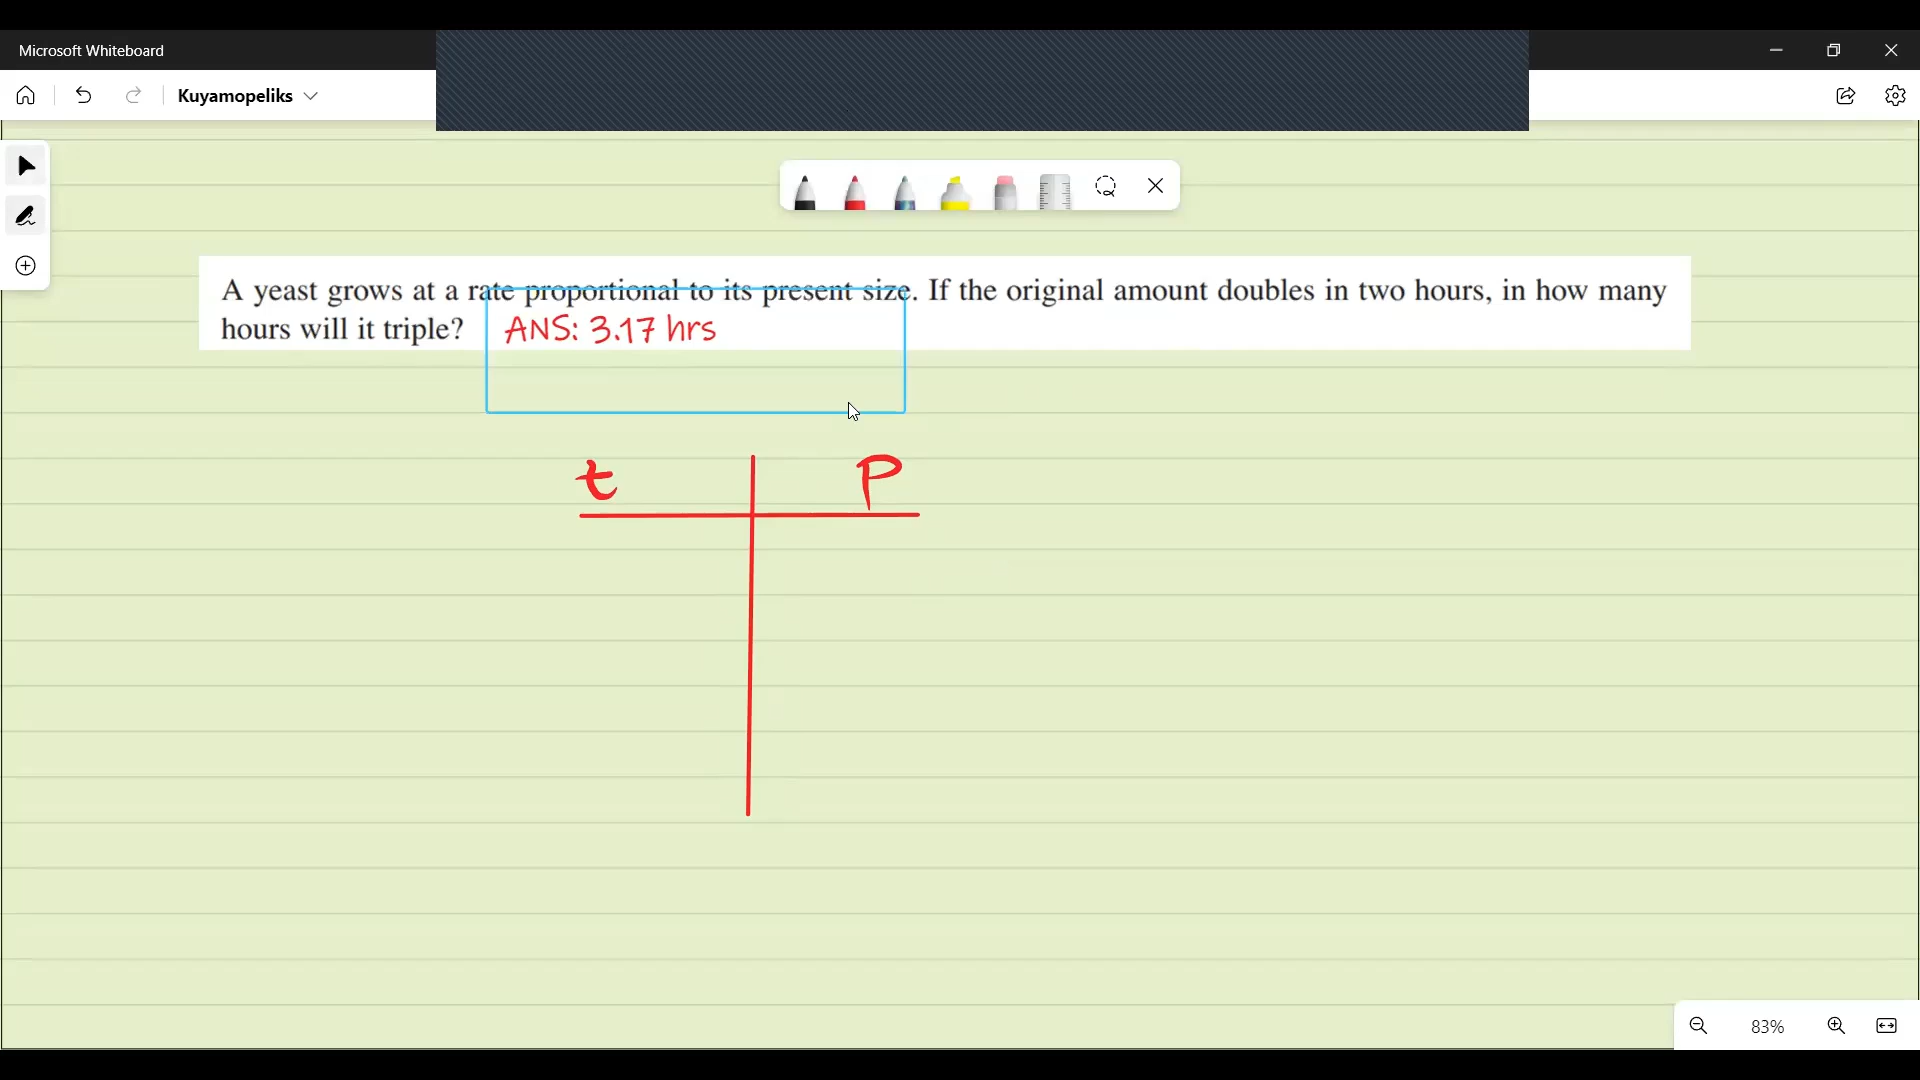 Microsoft Whiteboard
Kuyamopeliks
A yeast grows at a rate proportional to its present size. If the original amount doubles in two hours, in how many
hours will it triple? ANS: 3.17 hrs
t P
83%